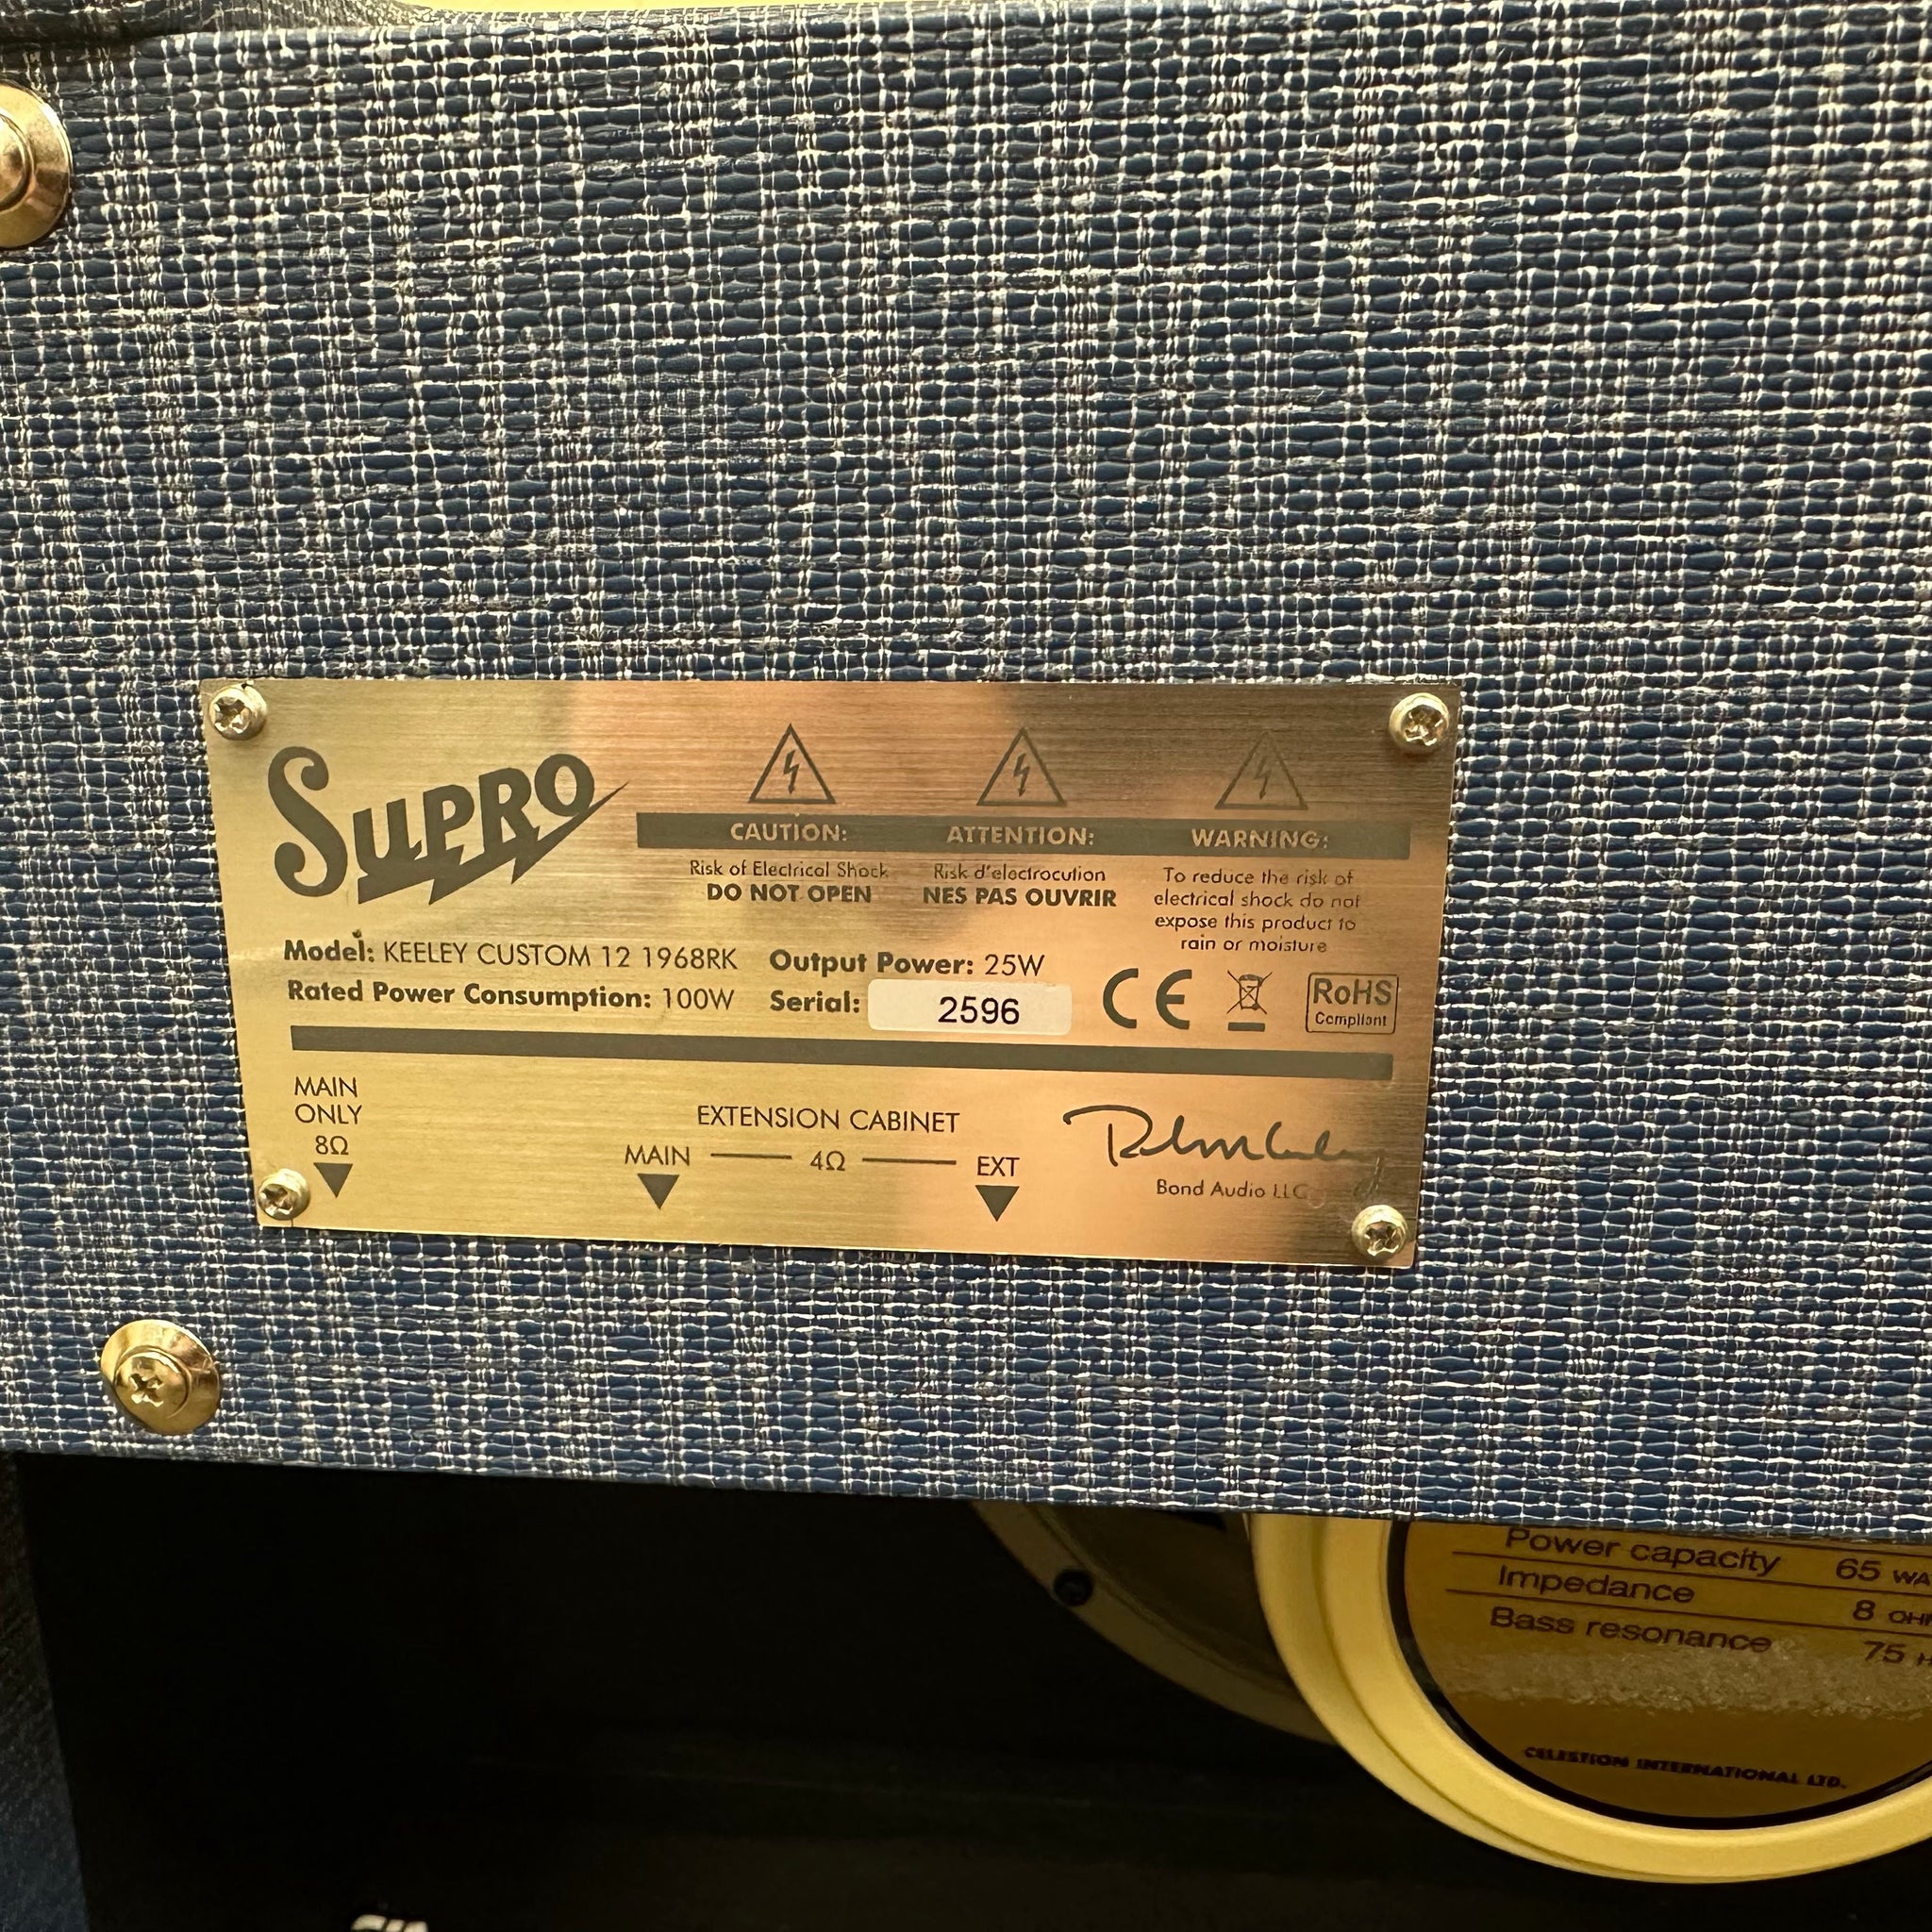 SUPRO
CAUTION:
Risk of Electrical Shock
DO NOT OPEN
ATTENTION:
Risk d'electrocution
NES PAS OUVRIR
WARNING:
To reduce the risk of
electrical shock do not
expose this product to
rain or moisture
Model: KEELEY CUSTOM 12 1968RK
Output Power: 25W
Rated Power Consumption: 100W
Serial: 2596
CE
RoHS
Compliant
MAIN
ONLY
8Ω
EXTENSION CABINET
MAIN
4Ω
EXT
Bond Audio LLC
Power capacity 65
Impedance 8
Bass resonance 75
CELESTION INTERNATIONAL LTD.